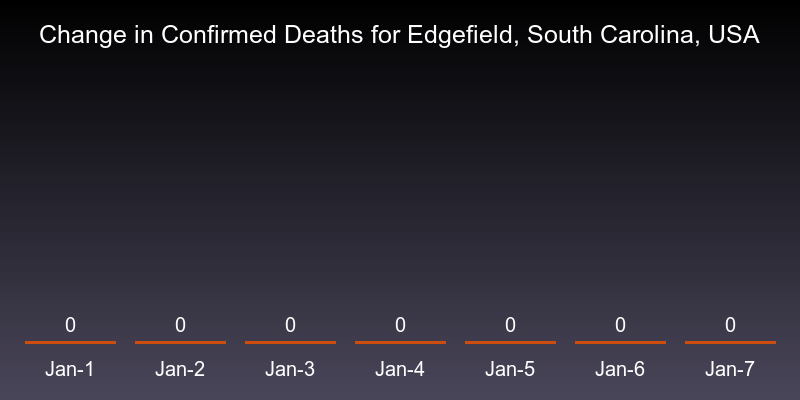 Change in Confirmed Deaths for Edgefield, South Carolina, USA
0 0 0 0 0 0 0
Jan-1 Jan-2 Jan-3 Jan-4 Jan-5 Jan-6 Jan-7